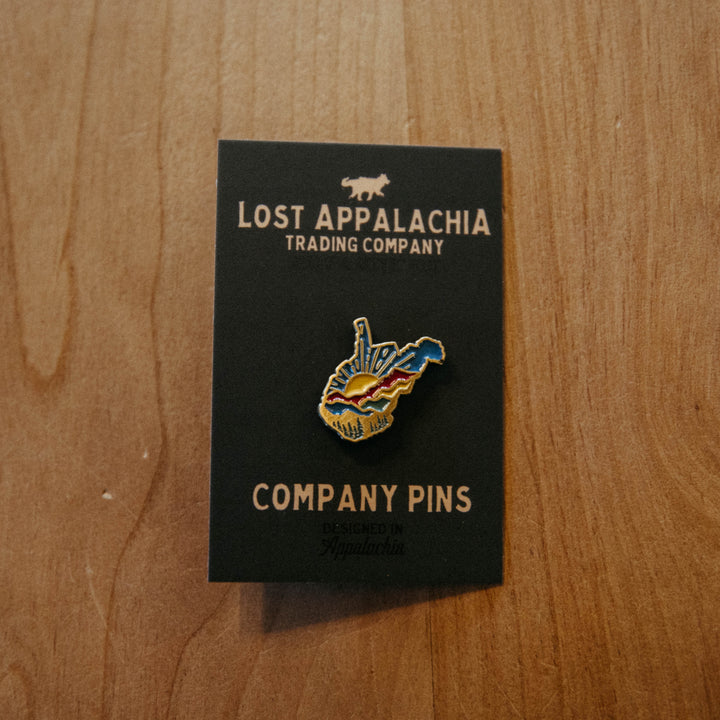 LOST APPALACHIA
TRADING COMPANY
COMPANY PINS
DESIGNED IN
Appalachia